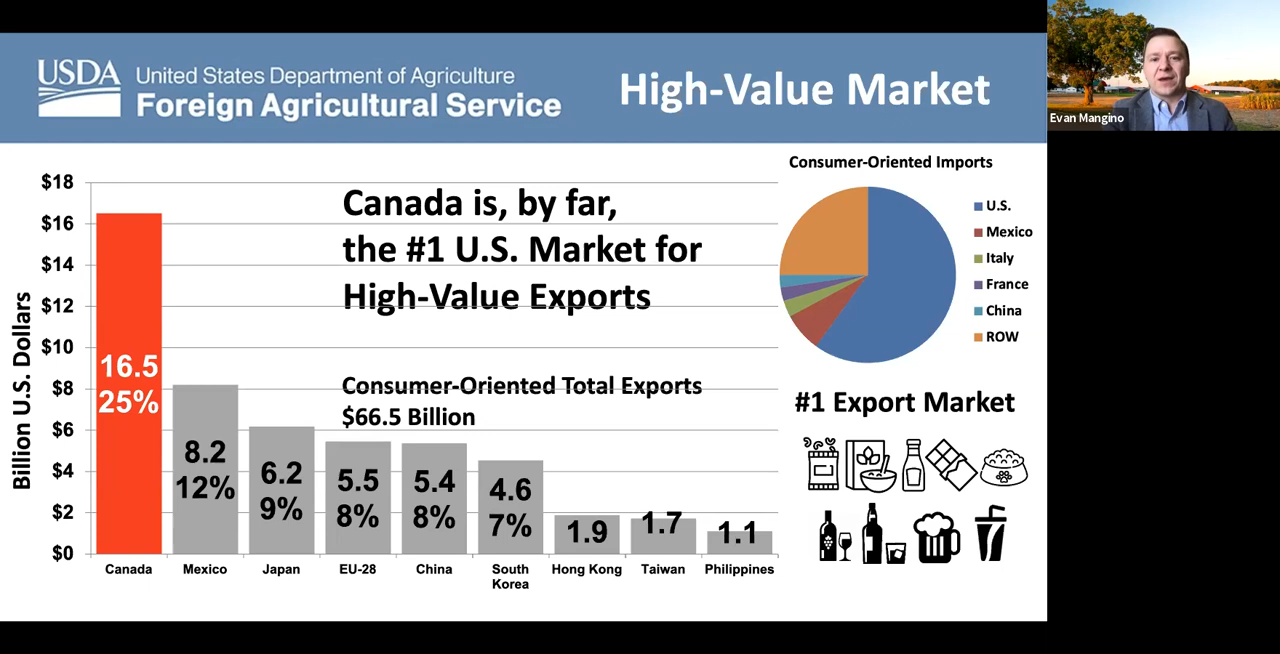 USDA
United States Department of Agriculture
Foreign Agricultural Service
High-Value Market
Evan Mangino
Canada is, by far,
the #1 U.S. Market for
High-Value Exports
Consumer-Oriented Total Exports
$66.5 Billion
Billion U.S. Dollars
$18
$16
$14
$12
$10
$8
$6
$4
$2
$0
16.5
25%
8.2
12%
6.2
9%
5.5
8%
5.4
8%
4.6
7%
1.9
1.7
1.1
Canada
Mexico
Japan
EU-28
China
South
Korea
Hong Kong
Taiwan
Philippines
Consumer-Oriented Imports
U.S.
Mexico
Italy
France
China
ROW
#1 Export Market